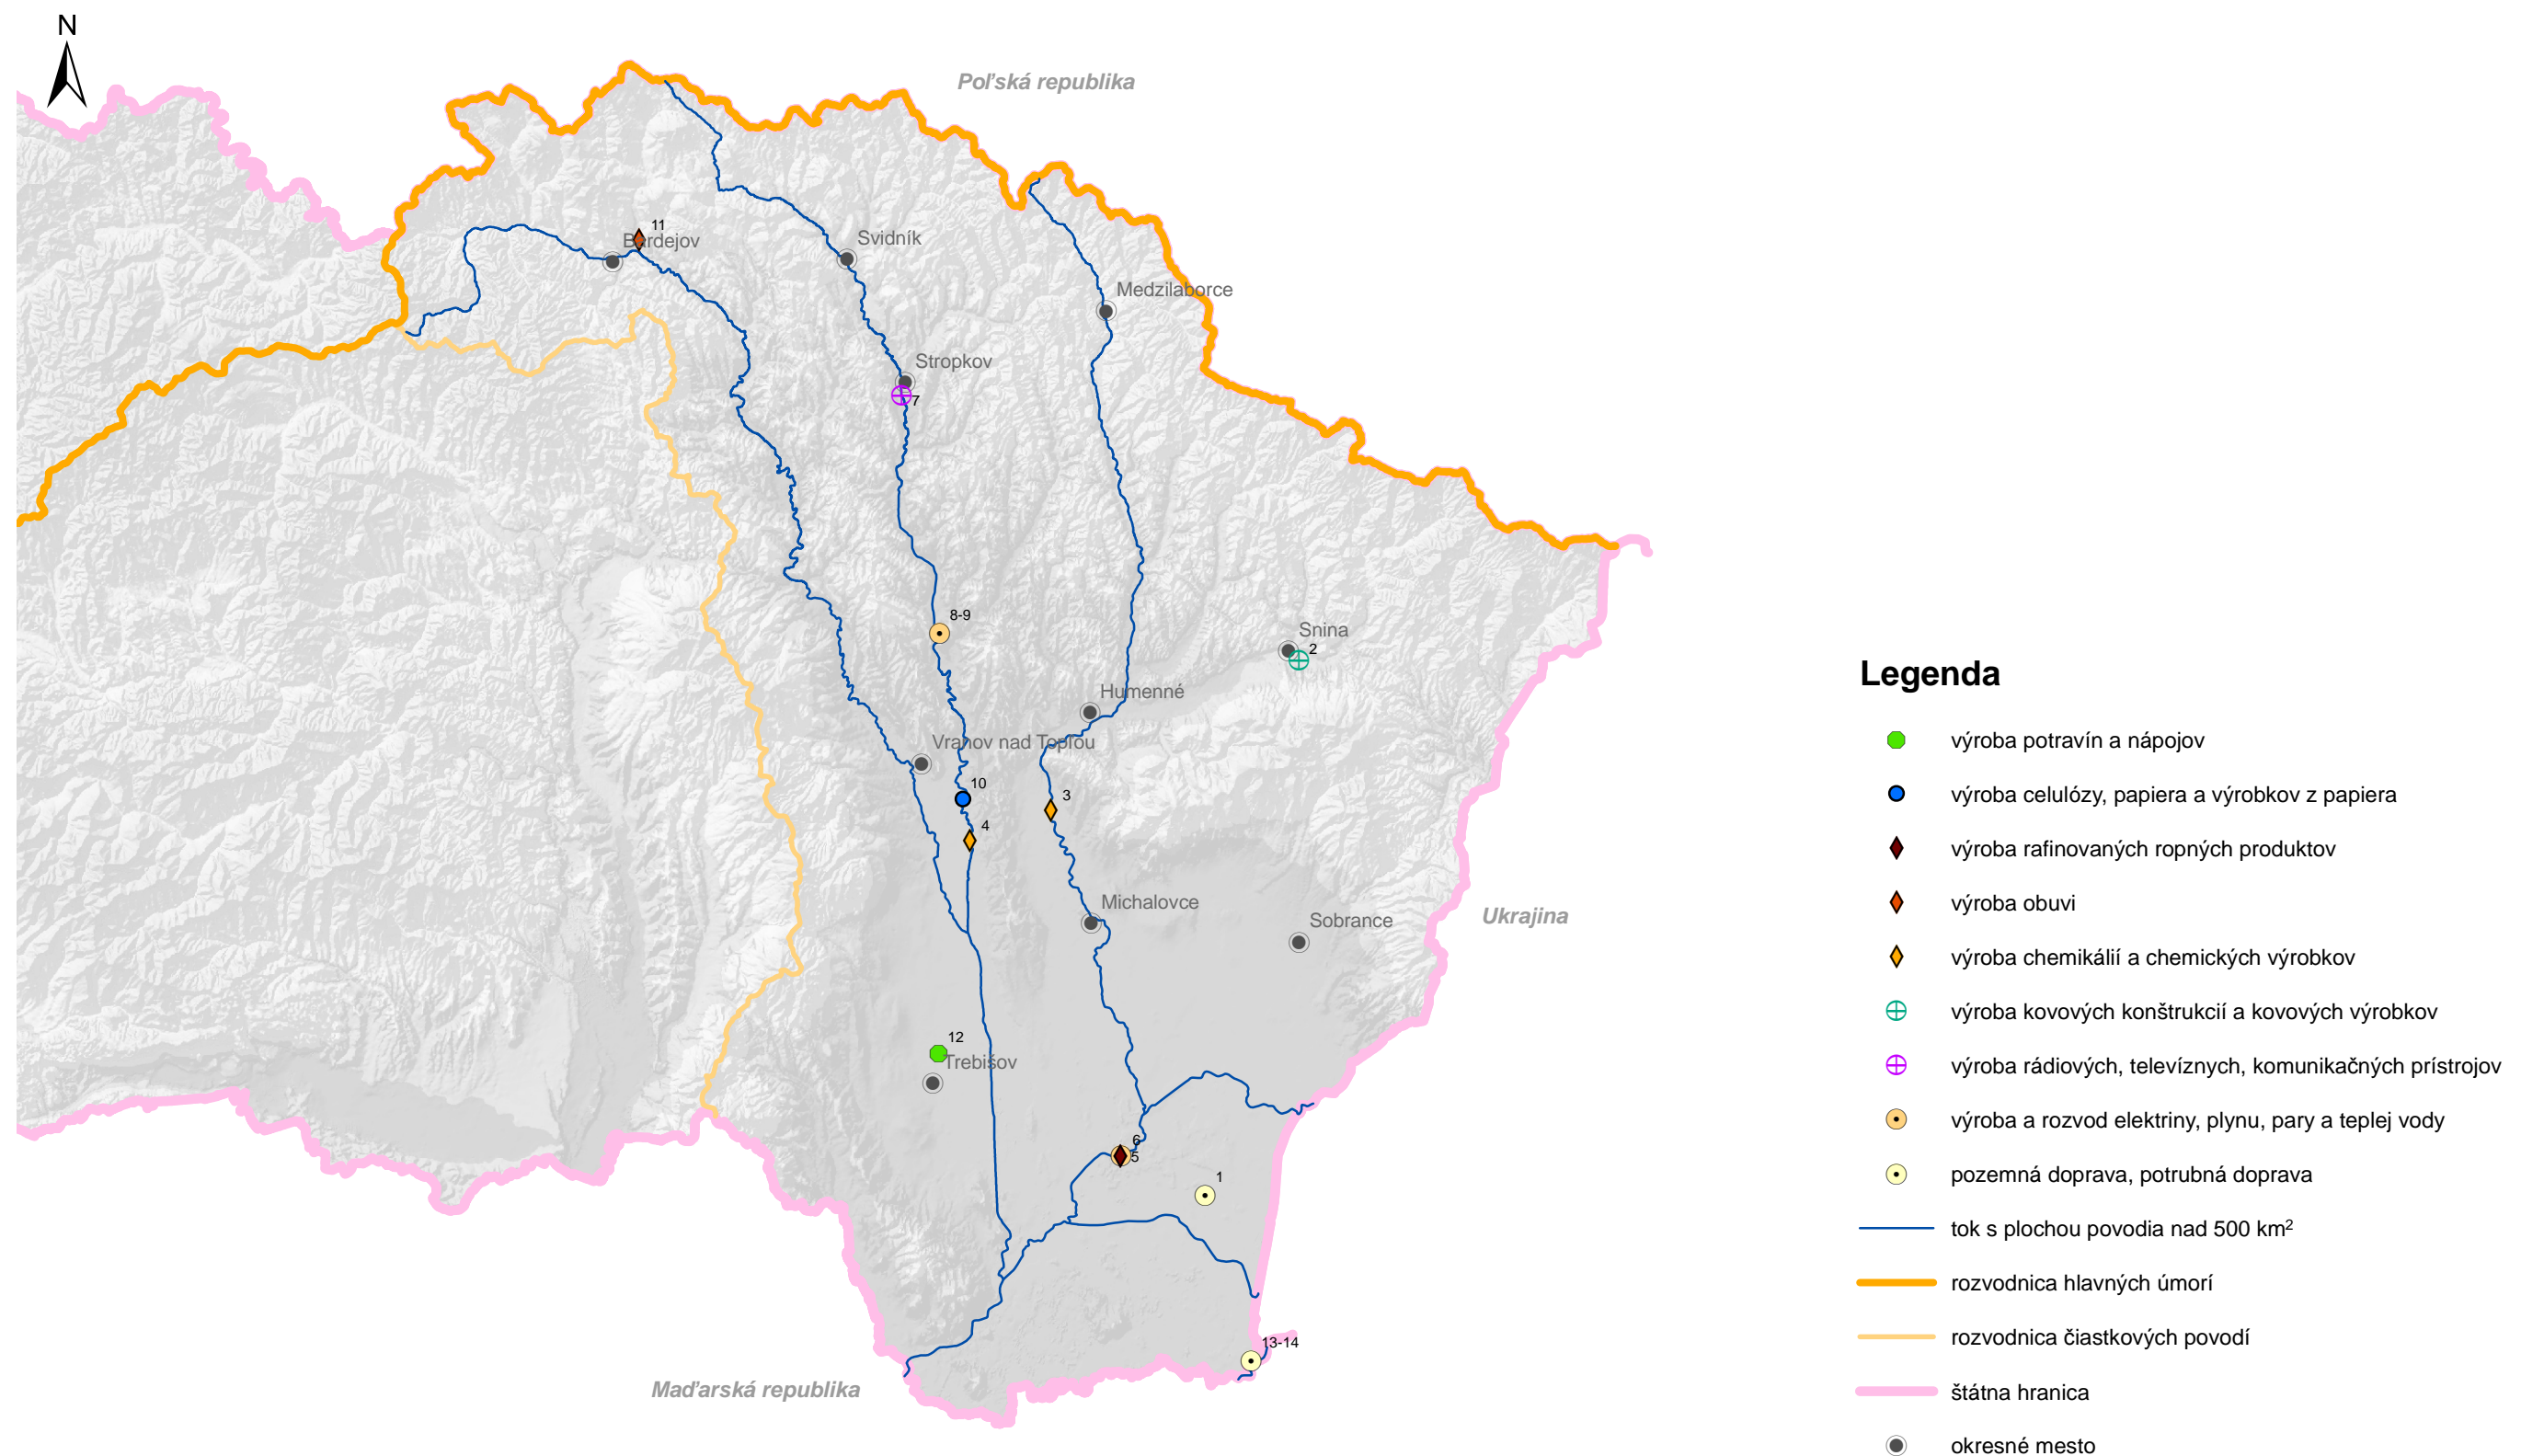 N
Poľská republika
11
Bardejov
Svidník
Medzilaborce
Stropkov
7
8-9
Snina
2
Humenné
Vranov nad Topľou
10
3
4
Michalovce
Sobrance
Ukrajina
12
Trebišov
6
5
1
13-14
Maďarská republika
Legenda
výroba potravín a nápojov
výroba celulózy, papiera a výrobkov z papiera
výroba rafinovaných ropných produktov
výroba obuvi
výroba chemikálií a chemických výrobkov
výroba kovových konštrukcií a kovových výrobkov
výroba rádiových, televíznych, komunikačných prístrojov
výroba a rozvod elektriny, plynu, pary a teplej vody
pozemná doprava, potrubná doprava
tok s plochou povodia nad 500 km²
rozvodnica hlavných úmorí
rozvodnica čiastkových povodí
štátna hranica
okresné mesto